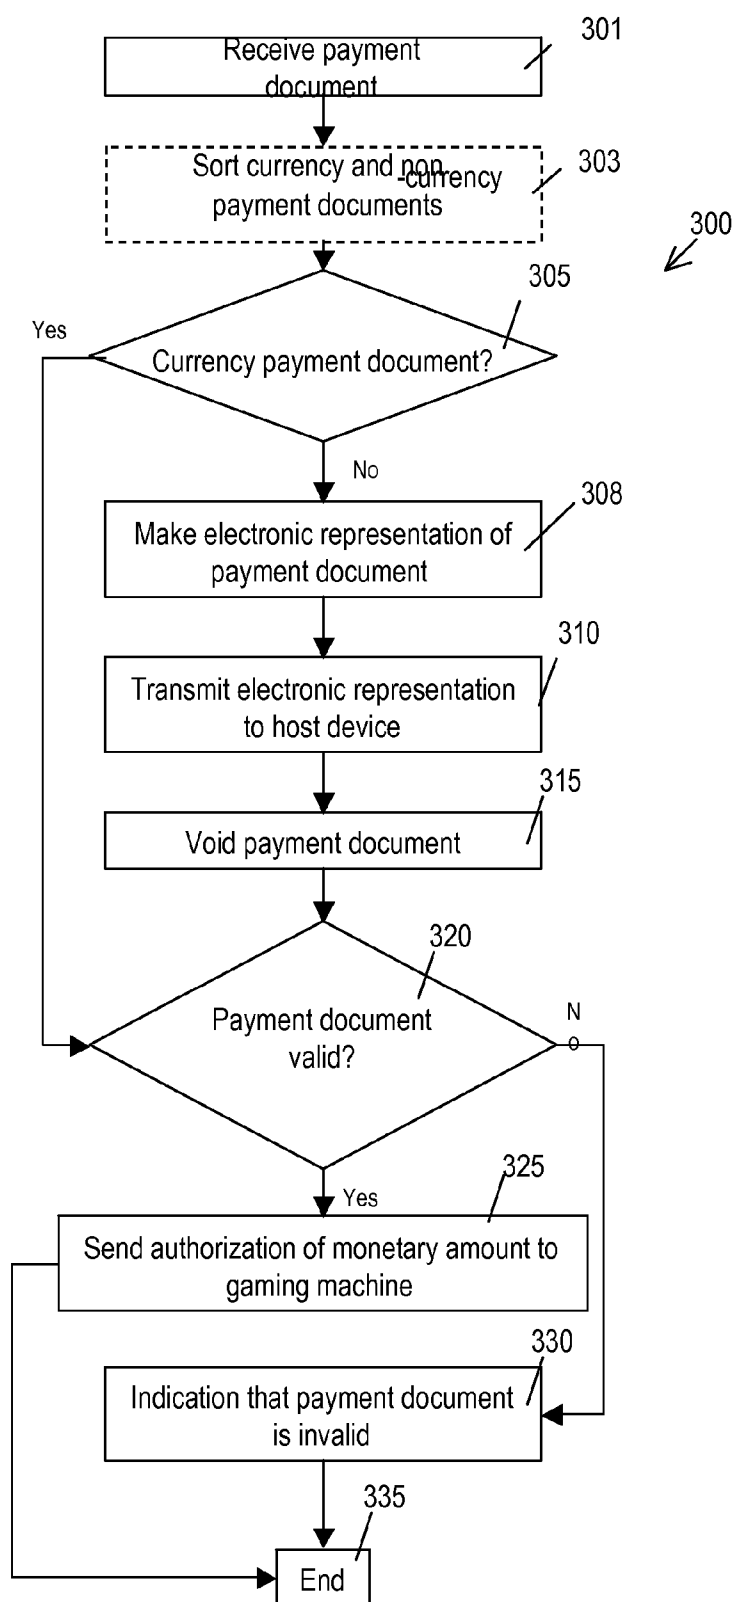 301
Receive payment
document
303
Sort currency and non
-currency
payment documents
300
305
Yes
Currency payment document?
No
308
Make electronic representation of
payment document
310
Transmit electronic representation
to host device
315
Void payment document
320
Payment document
valid?
N
o
325
Yes
Send authorization of monetary amount to
gaming machine
330
Indication that payment document
is invalid
335
End